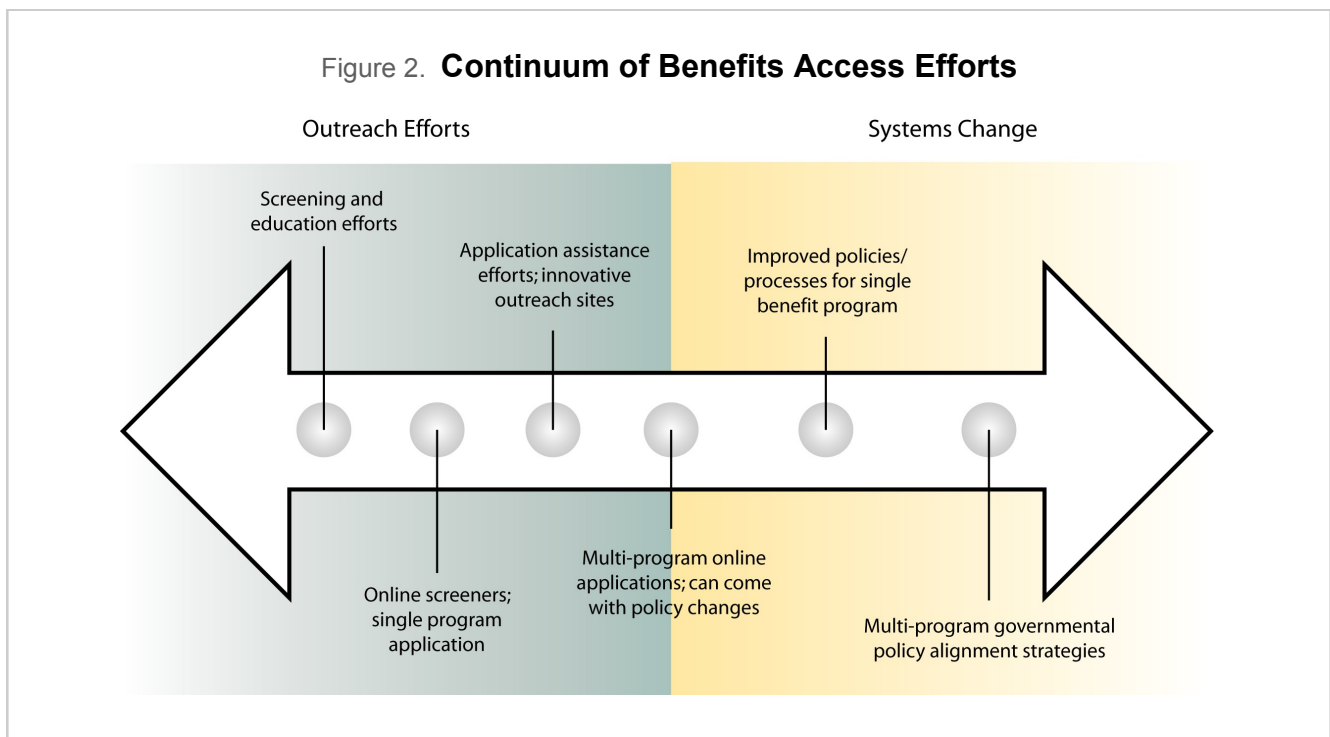 Figure 2. Continuum of Benefits Access Efforts
Outreach Efforts
Systems Change
Screening and
education efforts
Application assistance
efforts; innovative
outreach sites
Improved policies/
processes for single
benefit program
Online screeners;
single program
application
Multi-program online
applications; can come
with policy changes
Multi-program governmental
policy alignment strategies